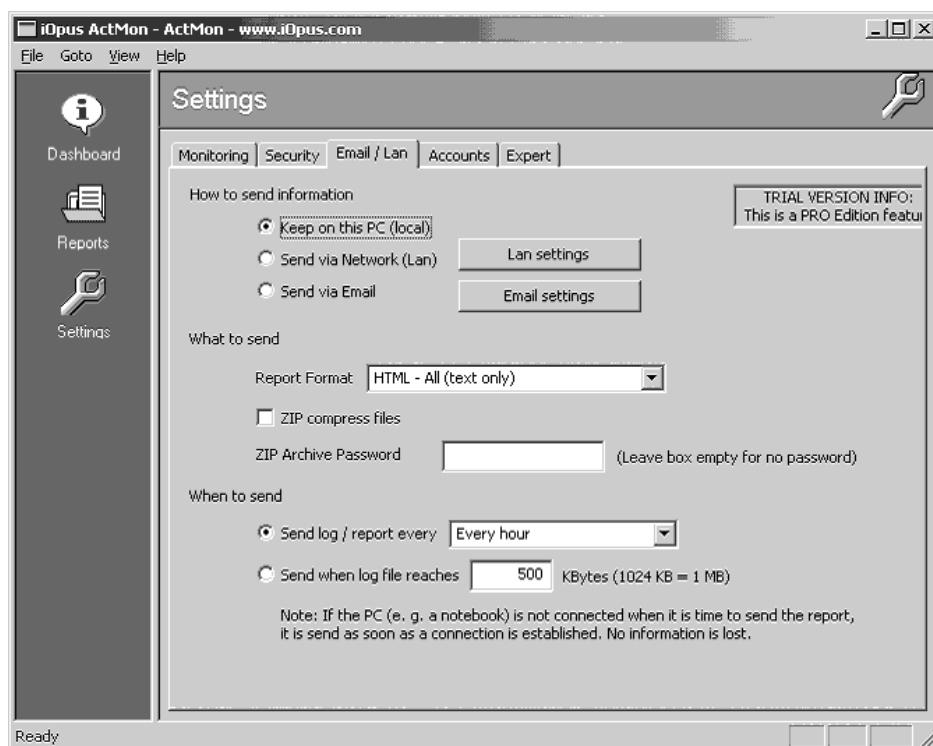 iOpus ActMon - ActMon - www.iOpus.com
File Goto View Help
Dashboard
Reports
Settings
Settings
Monitoring Security Email / Lan Accounts Expert
How to send information
TRIAL VERSION INFO:
This is a PRO Edition featu
Keep on this PC (local)
Send via Network (Lan) Lan settings
Send via Email Email settings
What to send
Report Format HTML - All (text only)
ZIP compress files
ZIP Archive Password (Leave box empty for no password)
When to send
Send log / report every Every hour
Send when log file reaches 500 KBytes (1024 KB = 1 MB)
Note: If the PC (e. g. a notebook) is not connected when it is time to send the report,
it is send as soon as a connection is established. No information is lost.
Ready